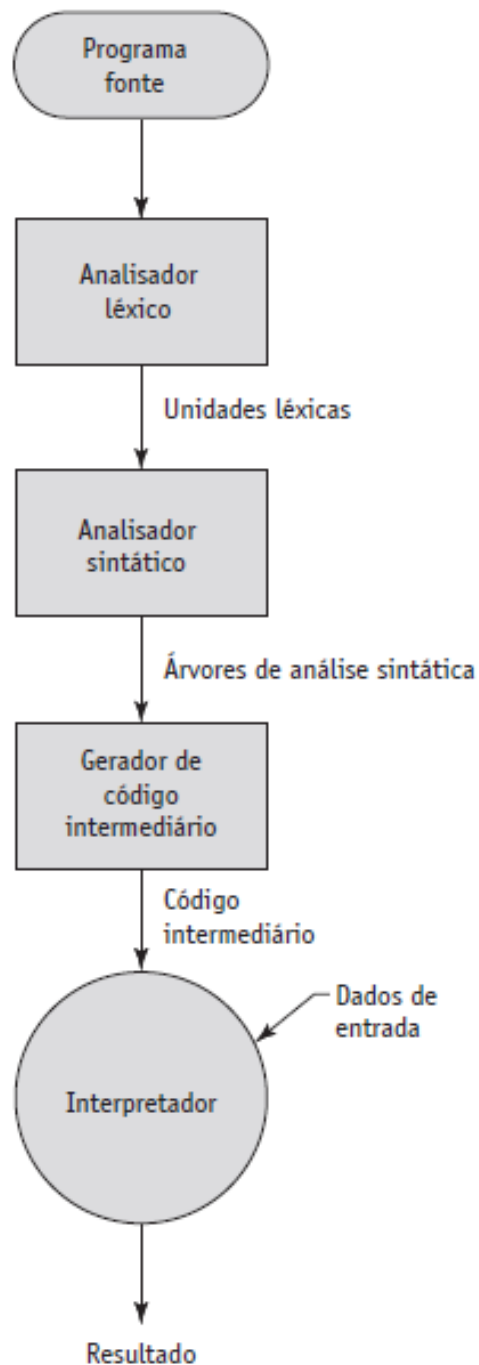 Programa
fonte
Analisador
léxico
Unidades léxicas
Analisador
sintático
Árvores de análise sintática
Gerador de
código
intermediário
Código
intermediário
Dados de
entrada
Interpretador
Resultado